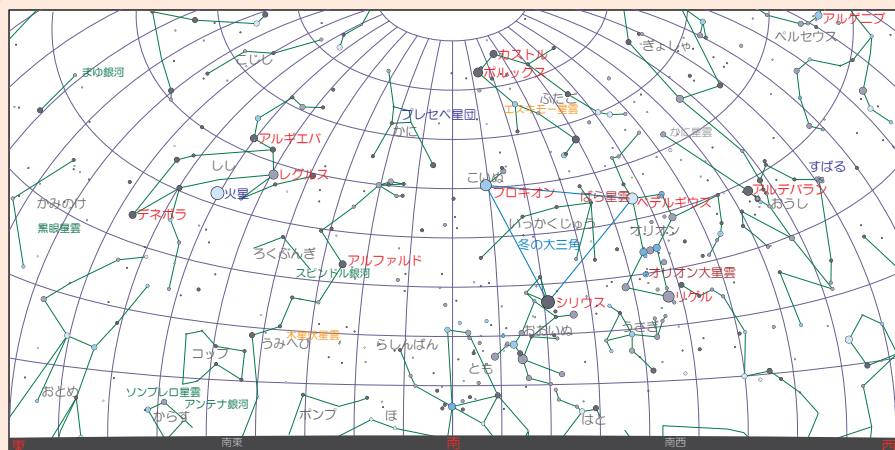 アルゲニブ
ペルセウス
ぎょしゃ
カストル
こじし
まゆ銀河
ポルックス
ふたご
エスキモー星雲
プレセペ星団
かに
かに星雲
アルギエバ
しし
レグルス
すばる
こいぬ
プロキオン
火星
ばら星雲
ベテルギウス
アルデバラン
おうし
かみのけ
デネボラ
いっかくじゅう
オリオン
黒眼星雲
冬の大三角
ろくぶんぎ
アルファルド
スピンドル銀河
オリオン大星雲
シリウス
リゲル
おおいぬ
うさぎ
木星状星雲
うみへび
らしんばん
コップ
とも
おとめ
ソンブレロ星雲
アンテナ銀河
からす
ポンプ
ほ
はと
東
南東
南
南西
西